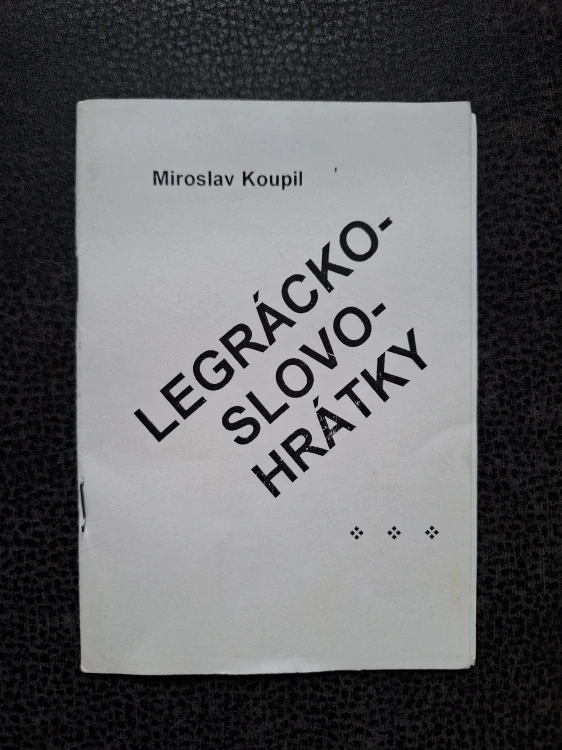 Miroslav Koupil
LEGRÁCKO-
SLOVO-
HRÁTKY